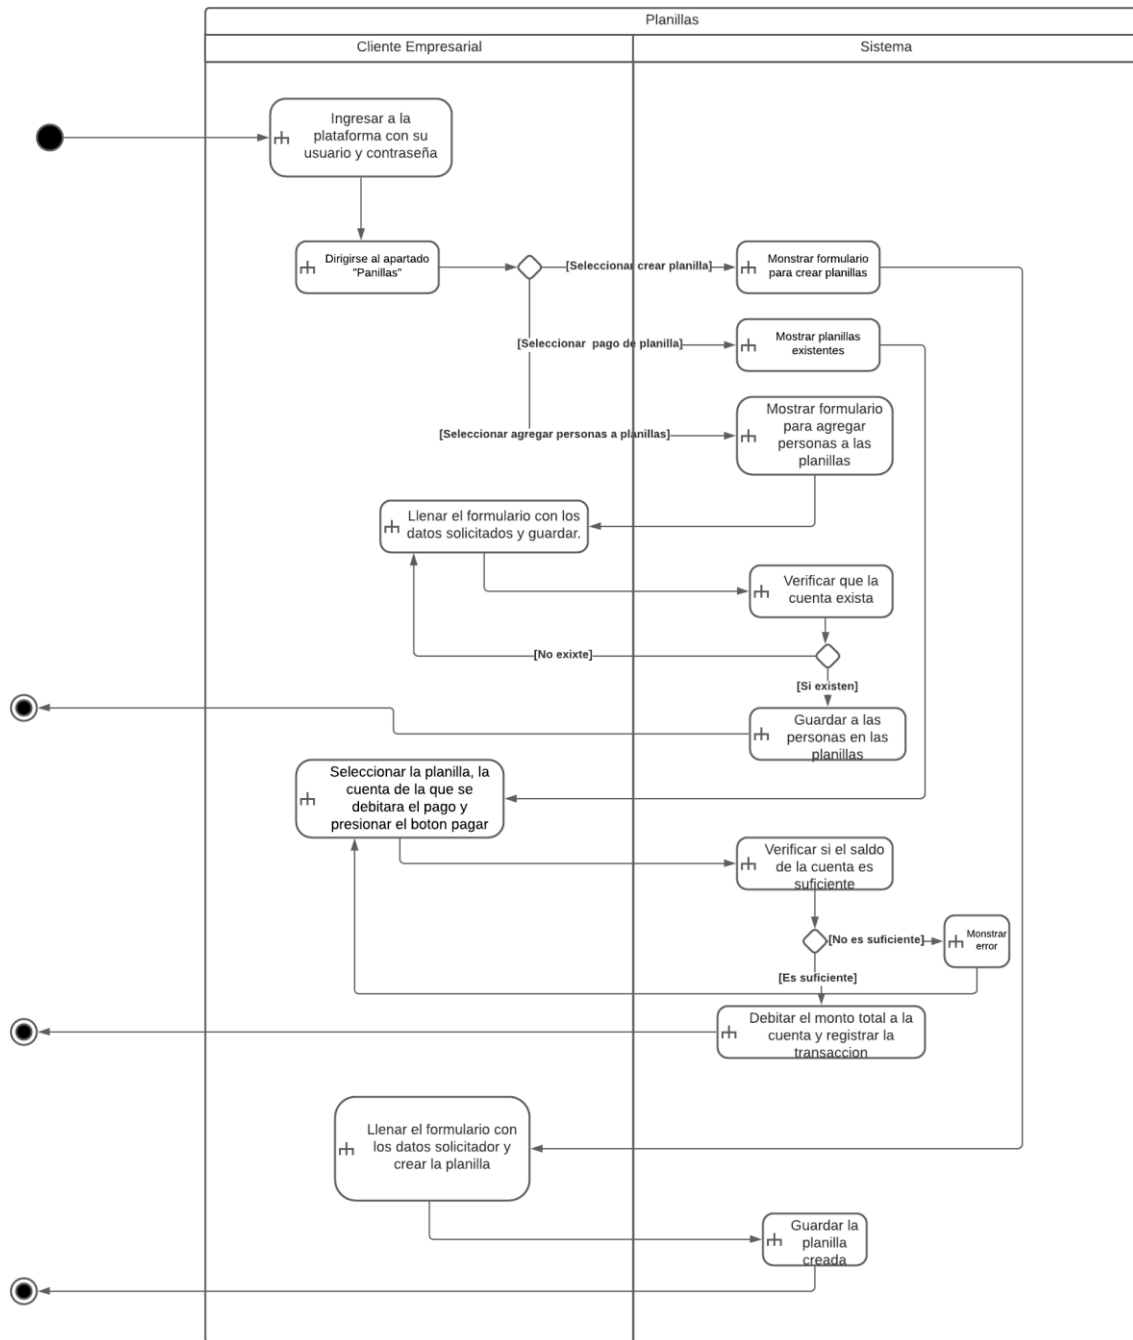 Planillas
Cliente Empresarial
Sistema
Ingresar a la
plataforma con su
usuario y contraseña
Dirigirse al apartado
"Panillas"
[Seleccionar crear planilla]
Monstrar formulario
para crear planillas
[Seleccionar  pago de planilla]
Mostrar planillas
existentes
[Seleccionar agregar personas a planillas]
Mostrar formulario
para agregar
personas a las
planillas
Llenar el formulario con los
datos solicitados y guardar.
Verificar que la
cuenta exista
[No exixte]
[Si existen]
Guardar a las
personas en las
planillas
Seleccionar la planilla, la
cuenta de la que se
debitara el pago y
presionar el boton pagar
Verificar si el saldo
de la cuenta es
suficiente
[No es suficiente]
Monstrar
error
[Es suficiente]
Debitar el monto total a la
cuenta y registrar la
transaccion
Llenar el formulario con
los datos solicitador y
crear la planilla
Guardar la
planilla
creada